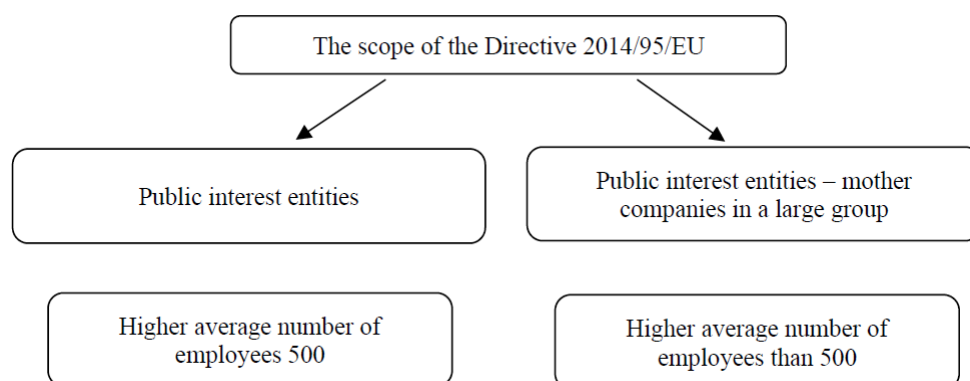 The scope of the Directive 2014/95/EU
Public interest entities
Public interest entities – mother
companies in a large group
Higher average number of
employees 500
Higher average number of
employees than 500